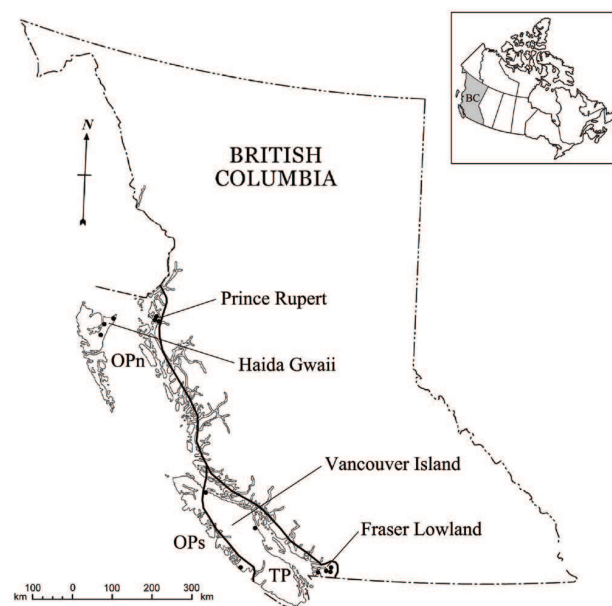 BC
N
BRITISH
COLUMBIA
Prince Rupert
Haida Gwaii
OPn
Vancouver Island
Fraser Lowland
OPs
TP
100 0 100 200 300
km km